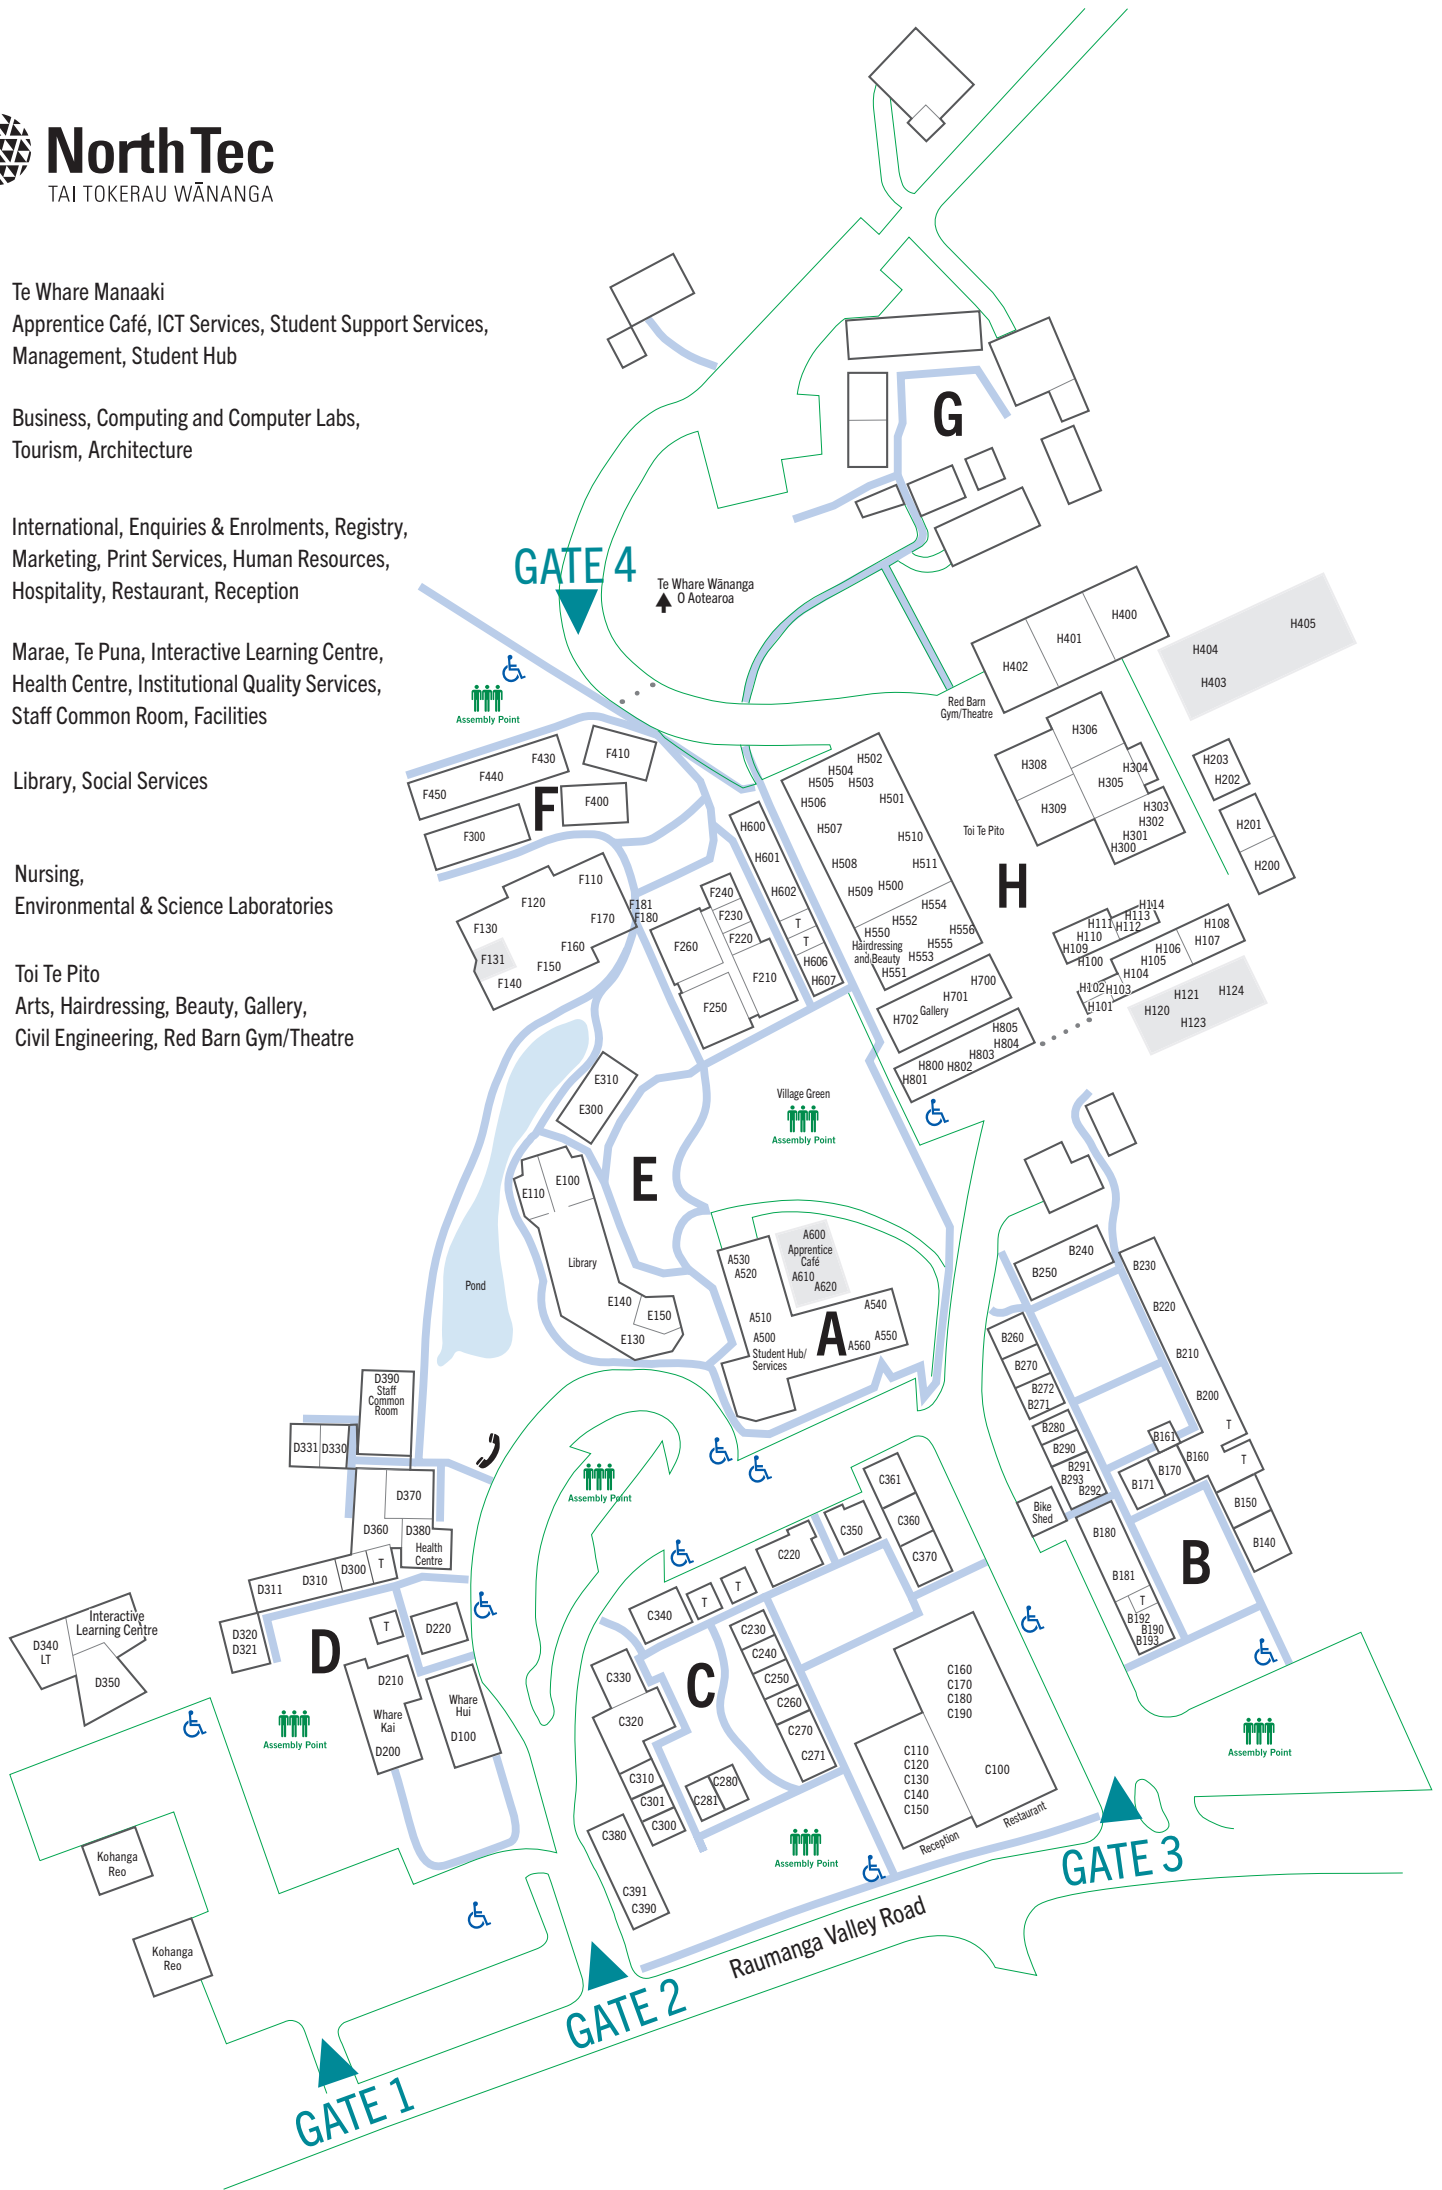 NorthTec
TAI TOKERAU WĀNANGA
Te Whare Manaaki
Apprentice Café, ICT Services, Student Support Services,
Management, Student Hub
Business, Computing and Computer Labs,
Tourism, Architecture
International, Enquiries & Enrolments, Registry,
Marketing, Print Services, Human Resources,
Hospitality, Restaurant, Reception
Marae, Te Puna, Interactive Learning Centre,
Health Centre, Institutional Quality Services,
Staff Common Room, Facilities
Library, Social Services
Nursing,
Environmental & Science Laboratories
Toi Te Pito
Arts, Hairdressing, Beauty, Gallery,
Civil Engineering, Red Barn Gym/Theatre
G
GATE 4
Te Whare Wānanga
O Aotearoa
Assembly Point
H400
H401
H402
H405
H404
H403
Red Barn
Gym/Theatre
F430
F440
F450
F410
F400
F
F300
H502
H504
H505
H503
H506
H501
H507
H510
H508
H511
H509
H500
H554
H552
H550
H556
Hairdressing
and Beauty
H555
H553
H551
H306
H308
H304
H305
H309
H303
H302
H301
H300
H203
H202
H201
H200
Toi Te Pito
H
H600
H601
H602
T
T
H606
H607
F110
F120
F181
F180
F170
F130
F160
F131
F150
F140
F240
F230
F220
F260
F210
F250
H114
H113
H111
H112
H110
H109
H100
H108
H107
H106
H105
H104
H102
H103
H101
H121
H124
H120
H123
H700
H701
Gallery
H702
H805
H804
H803
H802
H800
H801
E310
E300
Village Green
Assembly Point
E
E100
E110
Library
E140
E150
E130
Pond
A600
Apprentice
Café
A610
A620
A530
A520
A510
A500
Student Hub/
Services
A
A540
A550
A560
B240
B250
B230
B220
B210
B200
T
T
B260
B270
B272
B271
B280
B290
B291
B293
B292
B161
B160
B170
B171
B150
B140
Bike
Shed
B180
B181
T
B192
B190
B193
B
D390
Staff
Common
Room
D331
D330
D370
D360
D380
Health
Centre
D300
T
D310
D311
D320
D321
T
D220
D
D210
Whare
Kai
D200
Whare
Hui
D100
Interactive
Learning Centre
D340
LT
D350
Assembly Point
Assembly Point
C361
C360
C370
C350
C220
T
T
C340
C330
C320
C310
C301
C300
C
C230
C240
C250
C260
C270
C271
C280
C281
C380
C391
C390
C160
C170
C180
C190
C110
C120
C130
C140
C150
C100
Reception
Restaurant
Assembly Point
Assembly Point
Kohanga
Reo
Kohanga
Reo
GATE 3
Raumanga Valley Road
GATE 2
GATE 1